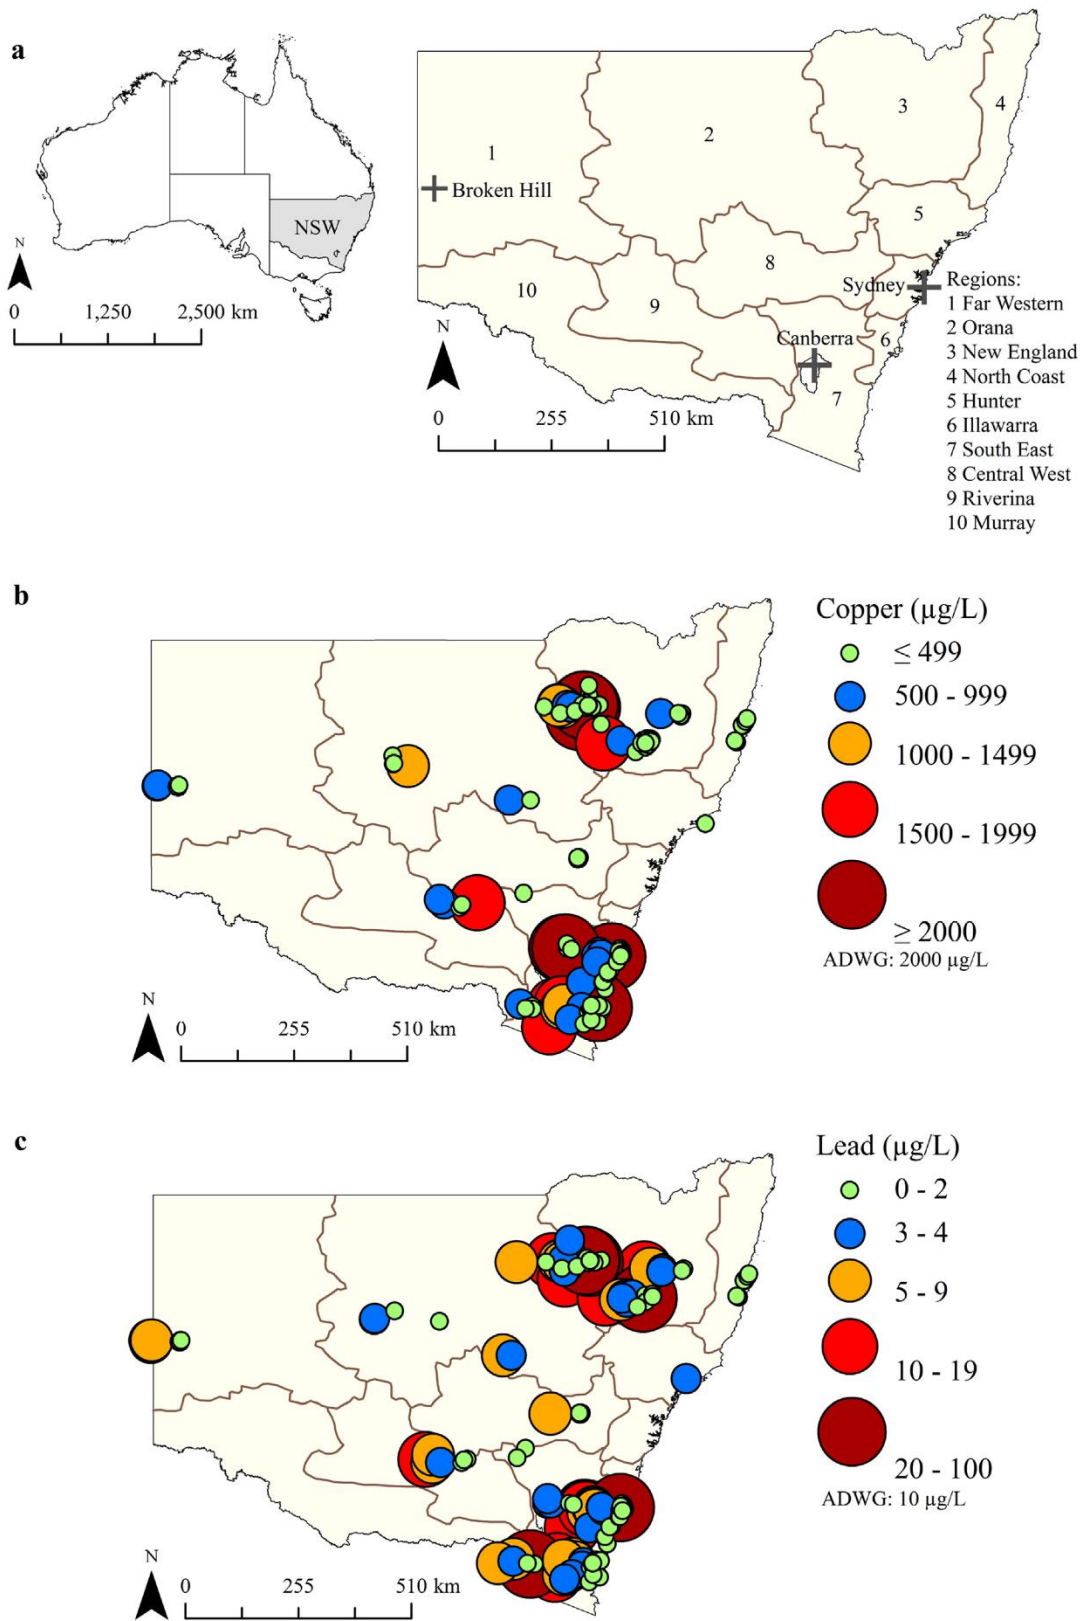 a
NSW
N
0 1,250 2,500 km
1
2
3
4
5
6
7
8
9
10
Broken Hill
Sydney
Canberra
N
0 255 510 km
Regions:
1 Far Western
2 Orana
3 New England
4 North Coast
5 Hunter
6 Illawarra
7 South East
8 Central West
9 Riverina
10 Murray
b
N
0 255 510 km
Copper (µg/L)
≤ 499
500 - 999
1000 - 1499
1500 - 1999
≥ 2000
ADWG: 2000 µg/L
c
N
0 255 510 km
Lead (µg/L)
0 - 2
3 - 4
5 - 9
10 - 19
20 - 100
ADWG: 10 µg/L